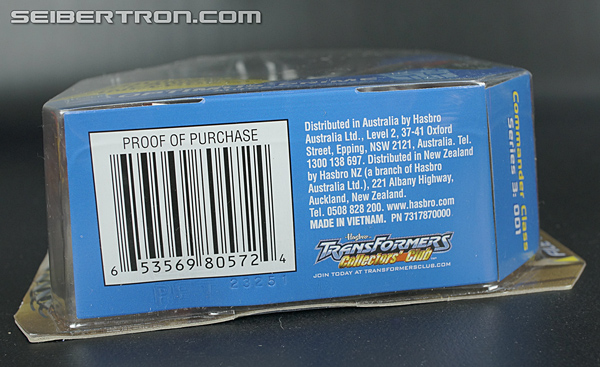 SEIBERTRON.COM
PROOF OF PURCHASE
6 53569 80572 4
Distributed in Australia by Hasbro
Australia Ltd., Level 2, 37-41 Oxford
Street, Epping, NSW 2121, Australia. Tel.
1300 138 697. Distributed in New Zealand
by Hasbro NZ (a branch of Hasbro
Australia Ltd.), 221 Albany Highway,
Auckland, New Zealand.
Tel. 0508 828 200. www.hasbro.com
MADE IN VIETNAM. PN 7317870000
Hasbro
TRANSFORMERS
Collectors' Club
JOIN TODAY AT TRANSFORMERSCLUB.COM
Commander Class
Series 3: 001